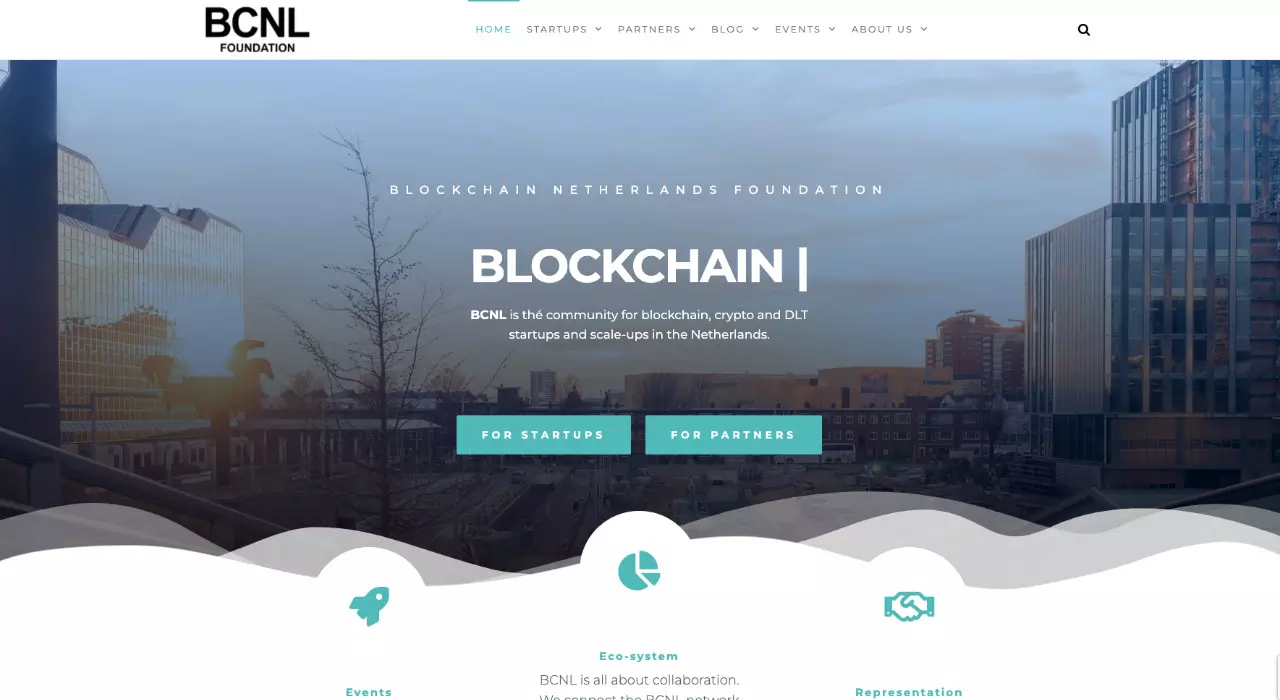 BCNL
FOUNDATION
HOME STARTUPS PARTNERS BLOG EVENTS ABOUT US
BLOCKCHAIN NETHERLANDS FOUNDATION
BLOCKCHAIN |
BCNL is thé community for blockchain, crypto and DLT
startups and scale-ups in the Netherlands.
FOR STARTUPS FOR PARTNERS
Eco-system
BCNL is all about collaboration.
We connect the BCNL network
Events
Representation